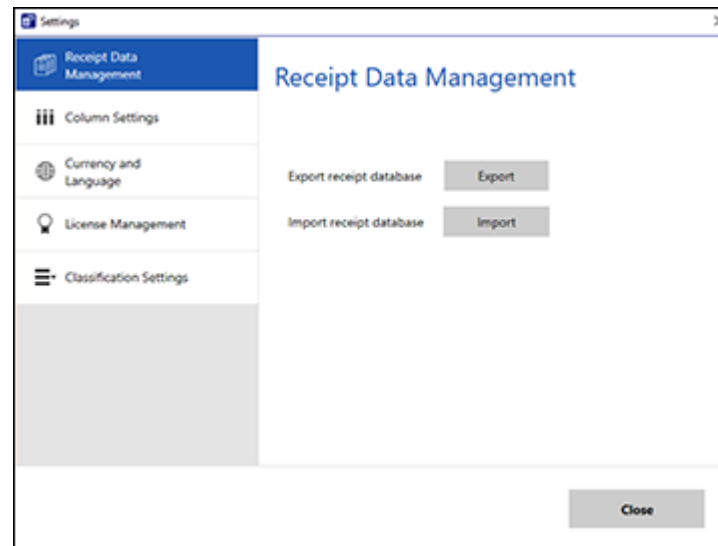 Settings
Receipt Data
Management
Column Settings
Currency and
Language
License Management
Classification Settings
Receipt Data Management
Export receipt database
Export
Import receipt database
Import
Close